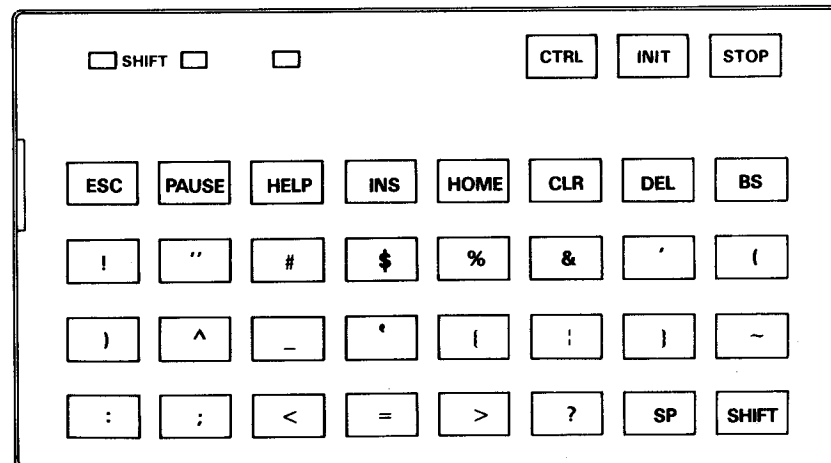 SHIFT CTRL INIT STOP
ESC PAUSE HELP INS HOME CLR DEL BS
! " # $ % & ' (
) ^ _ ` { ¦ } ~
: ; < = > ? SP SHIFT